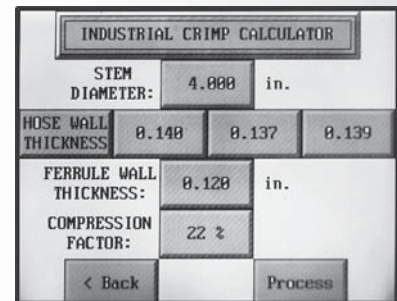 INDUSTRIAL CRIMP CALCULATOR
STEM
DIAMETER: 4.000 in.
HOSE WALL
THICKNESS 0.140 0.137 0.139
FERRULE WALL
THICKNESS: 0.120 in.
COMPRESSION
FACTOR: 22 %
< Back Process